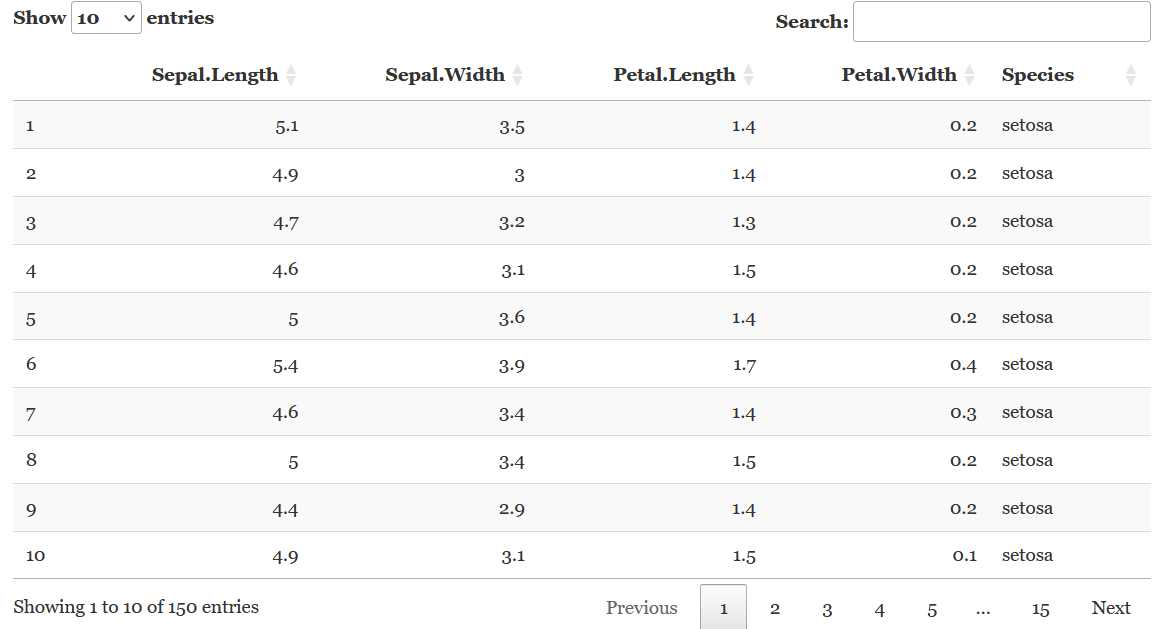 Show 10 entries Search:
Sepal.Length Sepal.Width Petal.Length Petal.Width Species
1 5.1 3.5 1.4 0.2 setosa
2 4.9 3 1.4 0.2 setosa
3 4.7 3.2 1.3 0.2 setosa
4 4.6 3.1 1.5 0.2 setosa
5 5 3.6 1.4 0.2 setosa
6 5.4 3.9 1.7 0.4 setosa
7 4.6 3.4 1.4 0.3 setosa
8 5 3.4 1.5 0.2 setosa
9 4.4 2.9 1.4 0.2 setosa
10 4.9 3.1 1.5 0.1 setosa
Showing 1 to 10 of 150 entries Previous 1 2 3 4 5 … 15 Next